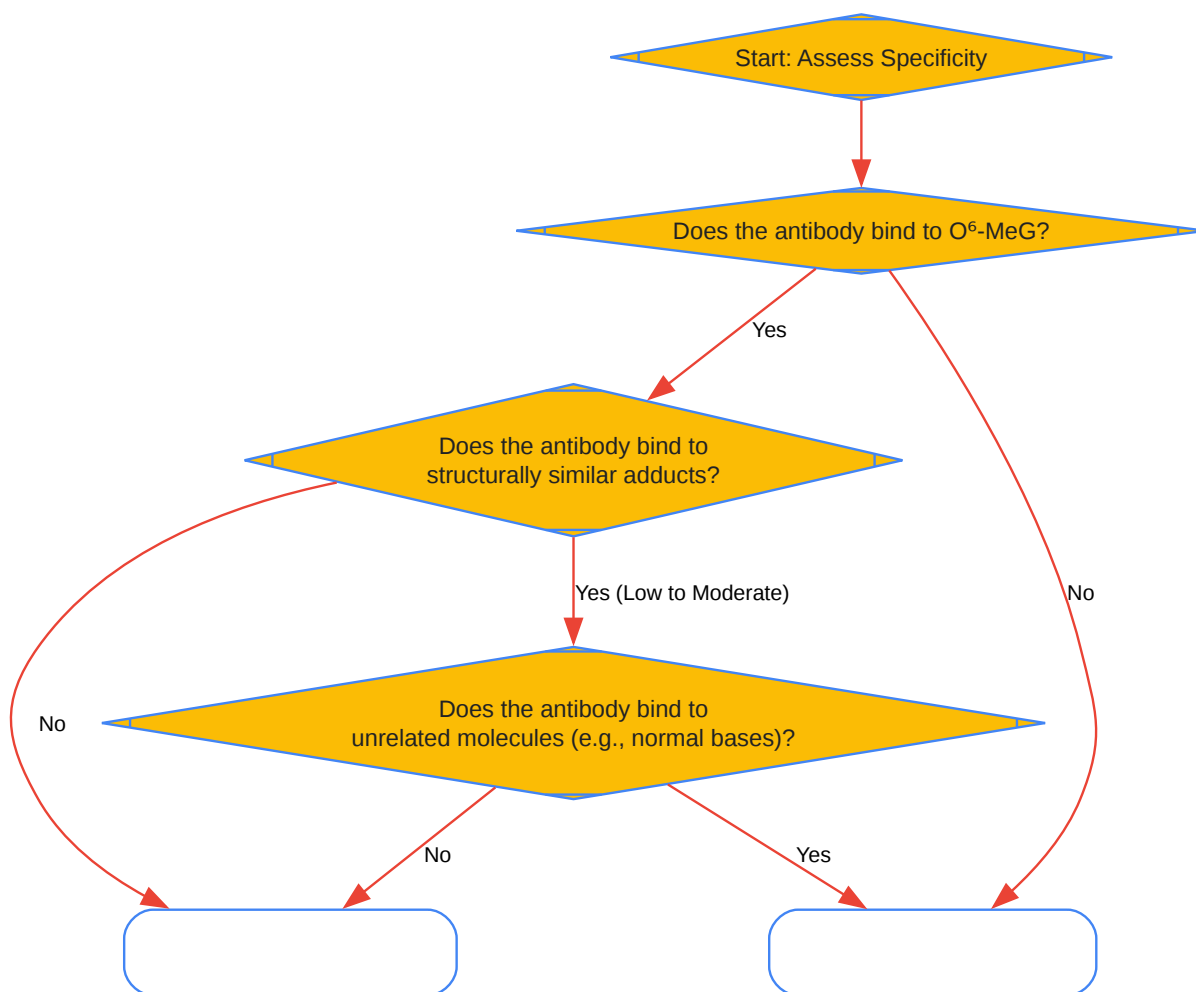 Start: Assess Specificity
Does the antibody bind to O⁶-MeG?
Yes
Does the antibody bind to
structurally similar adducts?
Yes (Low to Moderate)
No
Does the antibody bind to
unrelated molecules (e.g., normal bases)?
No
No
Yes